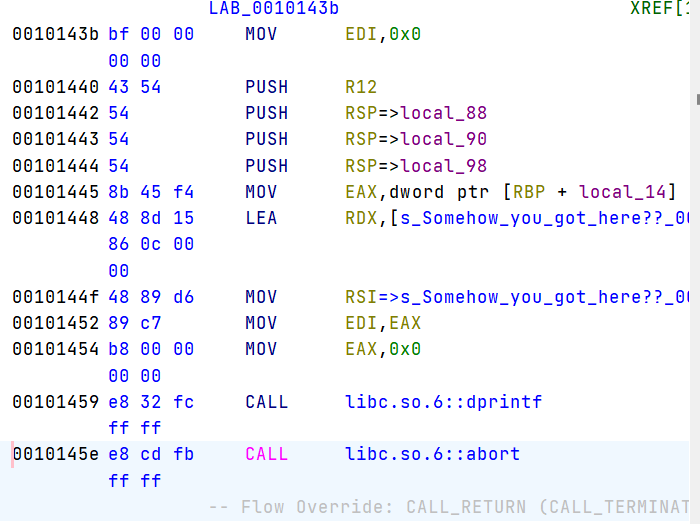 LAB_0010143b XREF[1
0010143b bf 00 00 MOV EDI,0x0
00 00
00101440 43 54 PUSH R12
00101442 54 PUSH RSP=>local_88
00101443 54 PUSH RSP=>local_90
00101444 54 PUSH RSP=>local_98
00101445 8b 45 f4 MOV EAX,dword ptr [RBP + local_14]
00101448 48 8d 15 LEA RDX,[s_Somehow_you_got_here??_00
86 0c 00
00
0010144f 48 89 d6 MOV RSI=>s_Somehow_you_got_here??_00
00101452 89 c7 MOV EDI,EAX
00101454 b8 00 00 MOV EAX,0x0
00 00
00101459 e8 32 fc CALL libc.so.6::dprintf
ff ff
0010145e e8 cd fb CALL libc.so.6::abort
ff ff
-- Flow Override: CALL_RETURN (CALL_TERMINAT